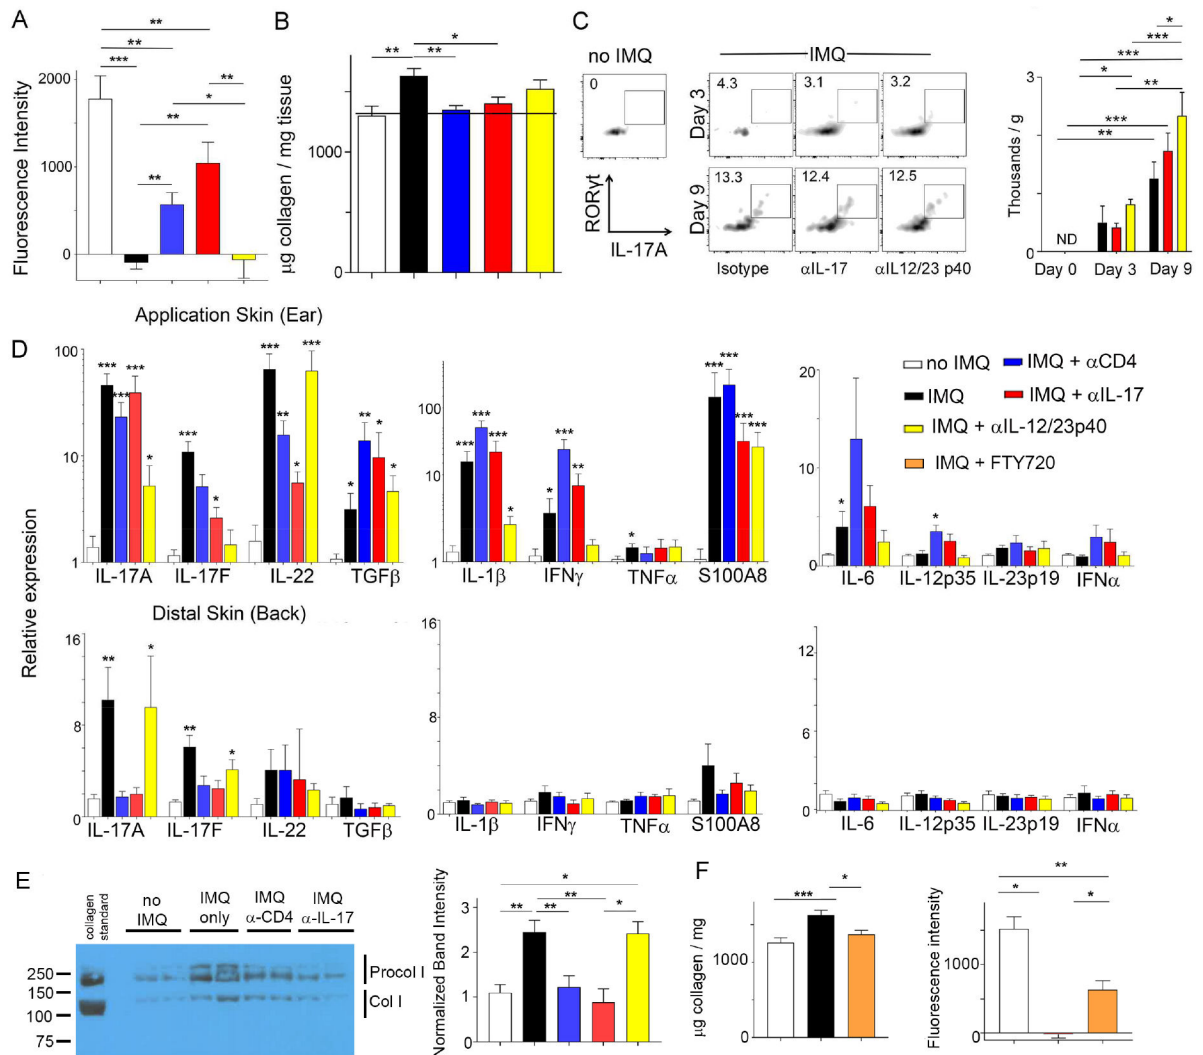 A
Fluorescence Intensity
2000
1000
0
** 
**
***
**
*
**
**
B
µg collagen / mg tissue
1000
0
**
**
*
C
no IMQ
IMQ
0
Day 3
4.3
3.1
3.2
Day 9
13.3
12.4
12.5
RORγt
IL-17A
Isotype
αIL-17
αIL12/23 p40
Thousands / g
3
0
*
***
***
*
**
***
**
ND
Day 0
Day 3
Day 9
D
Application Skin (Ear)
Relative expression
100
10
1
*** *** ***
*
***
*
***
**
*
***
*
** *
*
IL-17A IL-17F IL-22 TGFβ
100
10
1
*** *** ***
*
*
***
**
*
*** ***
*** ***
IL-1β IFNγ TNFα S100A8
20
10
0
*
*
IL-6 IL-12p35 IL-23p19 IFNα
no IMQ
IMQ + αCD4
IMQ
IMQ + αIL-17
IMQ + αIL-12/23p40
IMQ + FTY720
Distal Skin (Back)
16
8
0
**
*
**
*
IL-17A IL-17F IL-22 TGFβ
16
8
0
IL-1β IFNγ TNFα S100A8
12
6
0
IL-6 IL-12p35 IL-23p19 IFNα
E
collagen
standard
no
IMQ
IMQ
only
IMQ
α-CD4
IMQ
α-IL-17
250
150
100
75
Procol I
Col I
Normalized Band Intensity
3
2
1
0
*
**
**
**
*
F
µg collagen / mg
1000
0
***
*
Fluorescence intensity
1000
0
**
*
*